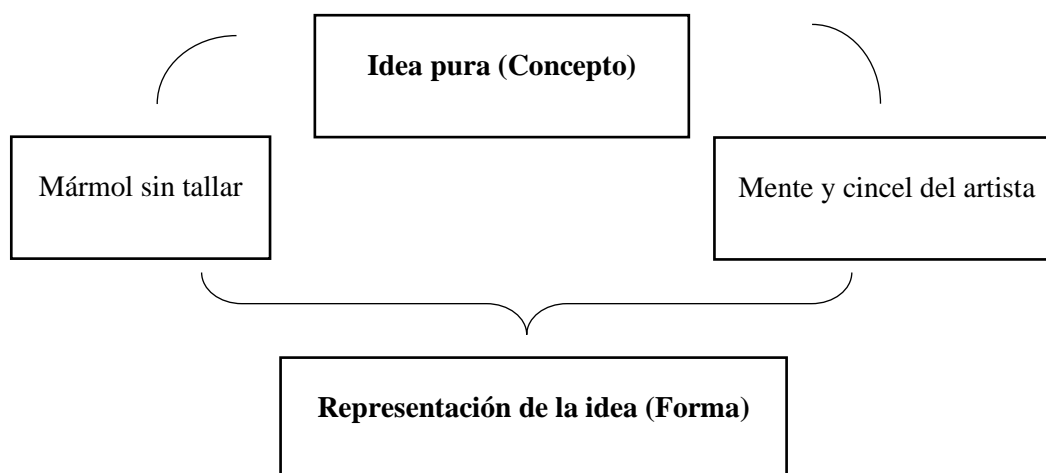 Idea pura (Concepto)
Mármol sin tallar
Mente y cincel del artista
Representación de la idea (Forma)